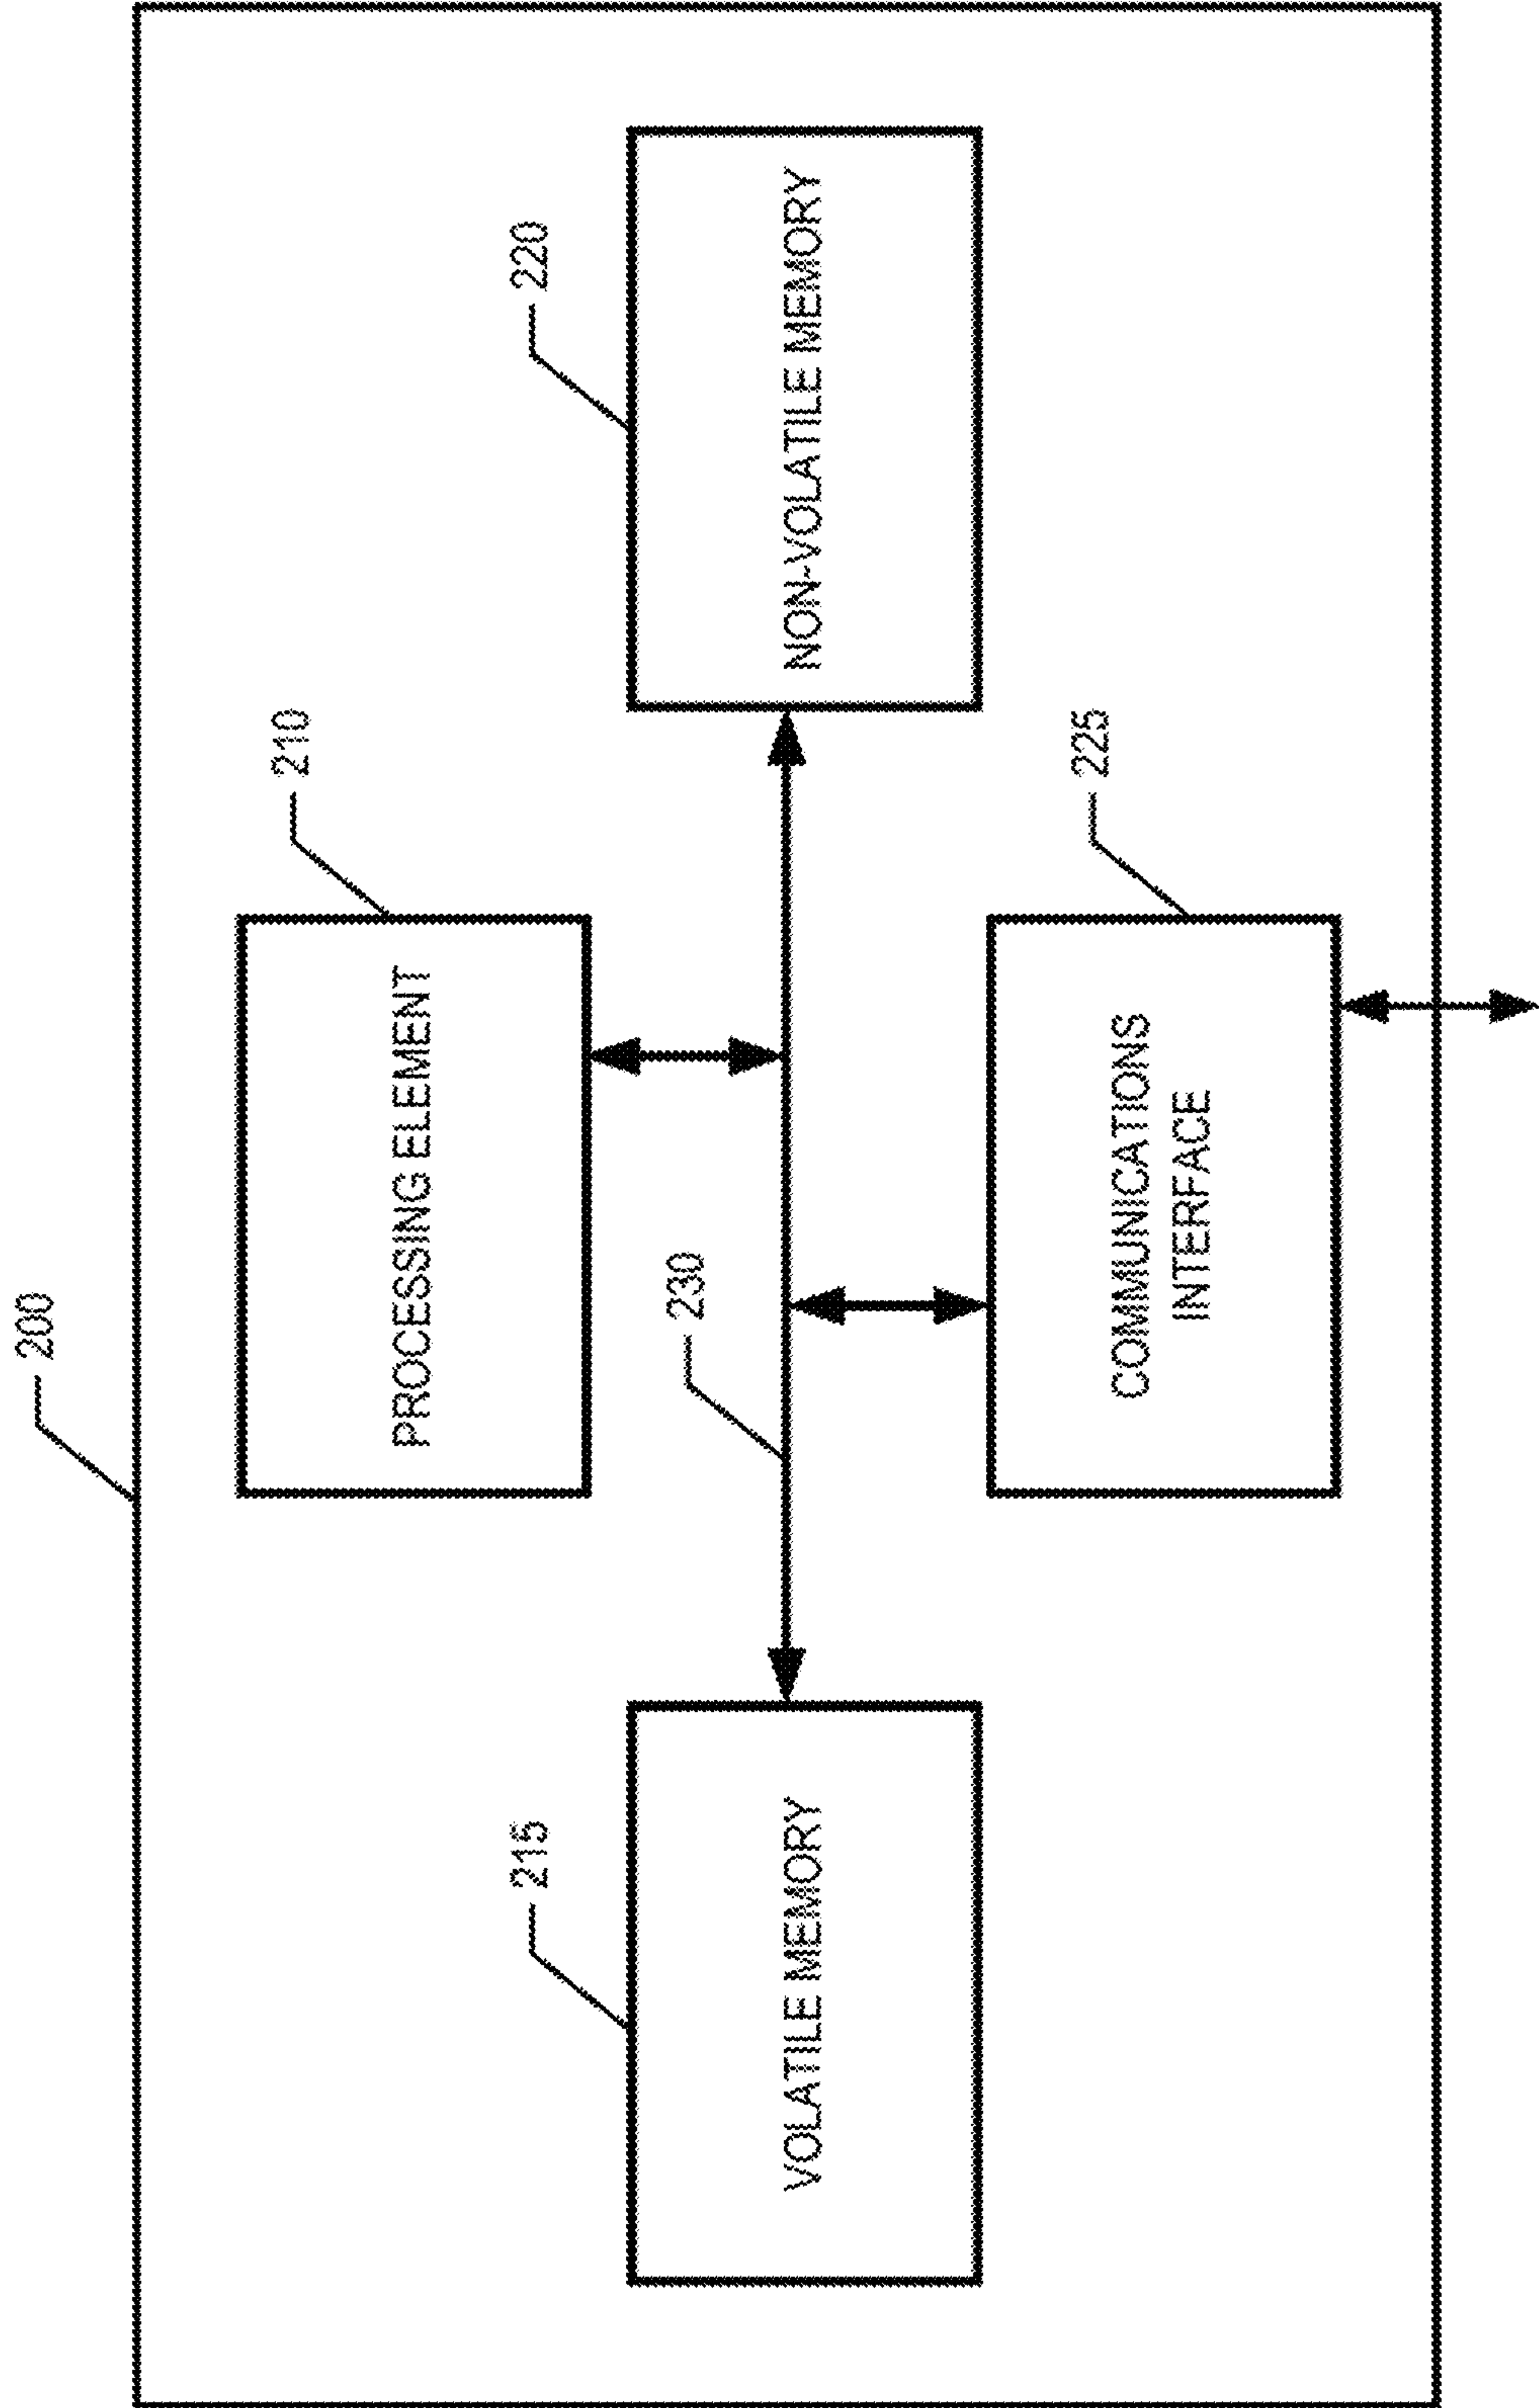 200
210
PROCESSING ELEMENT
215
VOLATILE MEMORY
230
220
NON-VOLATILE MEMORY
225
COMMUNICATIONS
INTERFACE